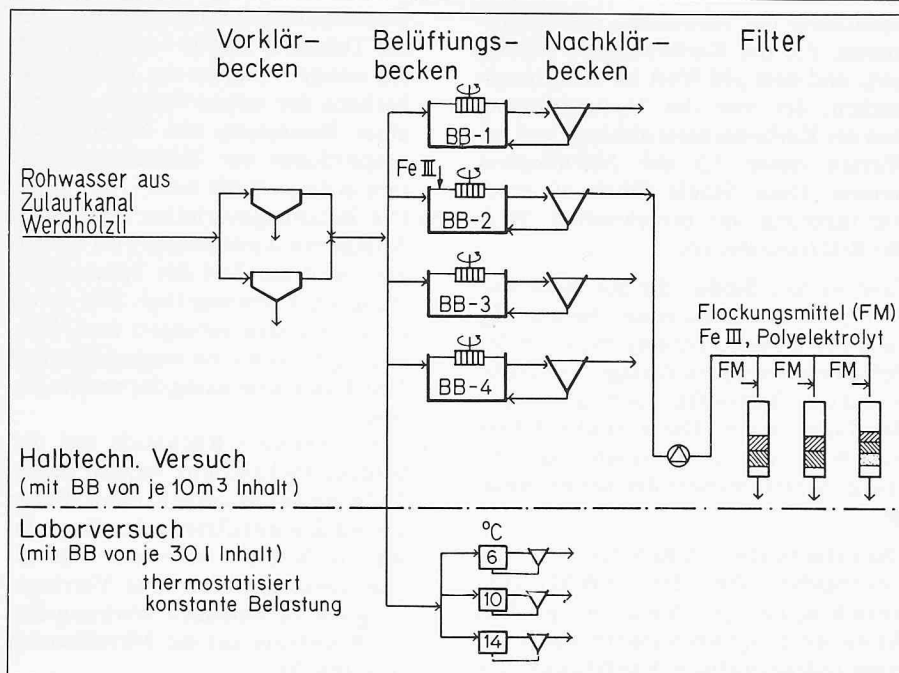 Vorklär-
becken
Belüftungs-
becken
Nachklär-
becken
Filter
Rohwasser aus
Zulaufkanal
Werdhölzli
BB-1
Fe III
BB-2
BB-3
BB-4
Flockungsmittel (FM)
Fe III, Polyelektrolyt
FM
FM
FM
Halbtechn. Versuch
(mit BB von je 10m³ Inhalt)
Laborversuch
(mit BB von je 30 l Inhalt)
thermostatisiert
konstante Belastung
°C
6
10
14